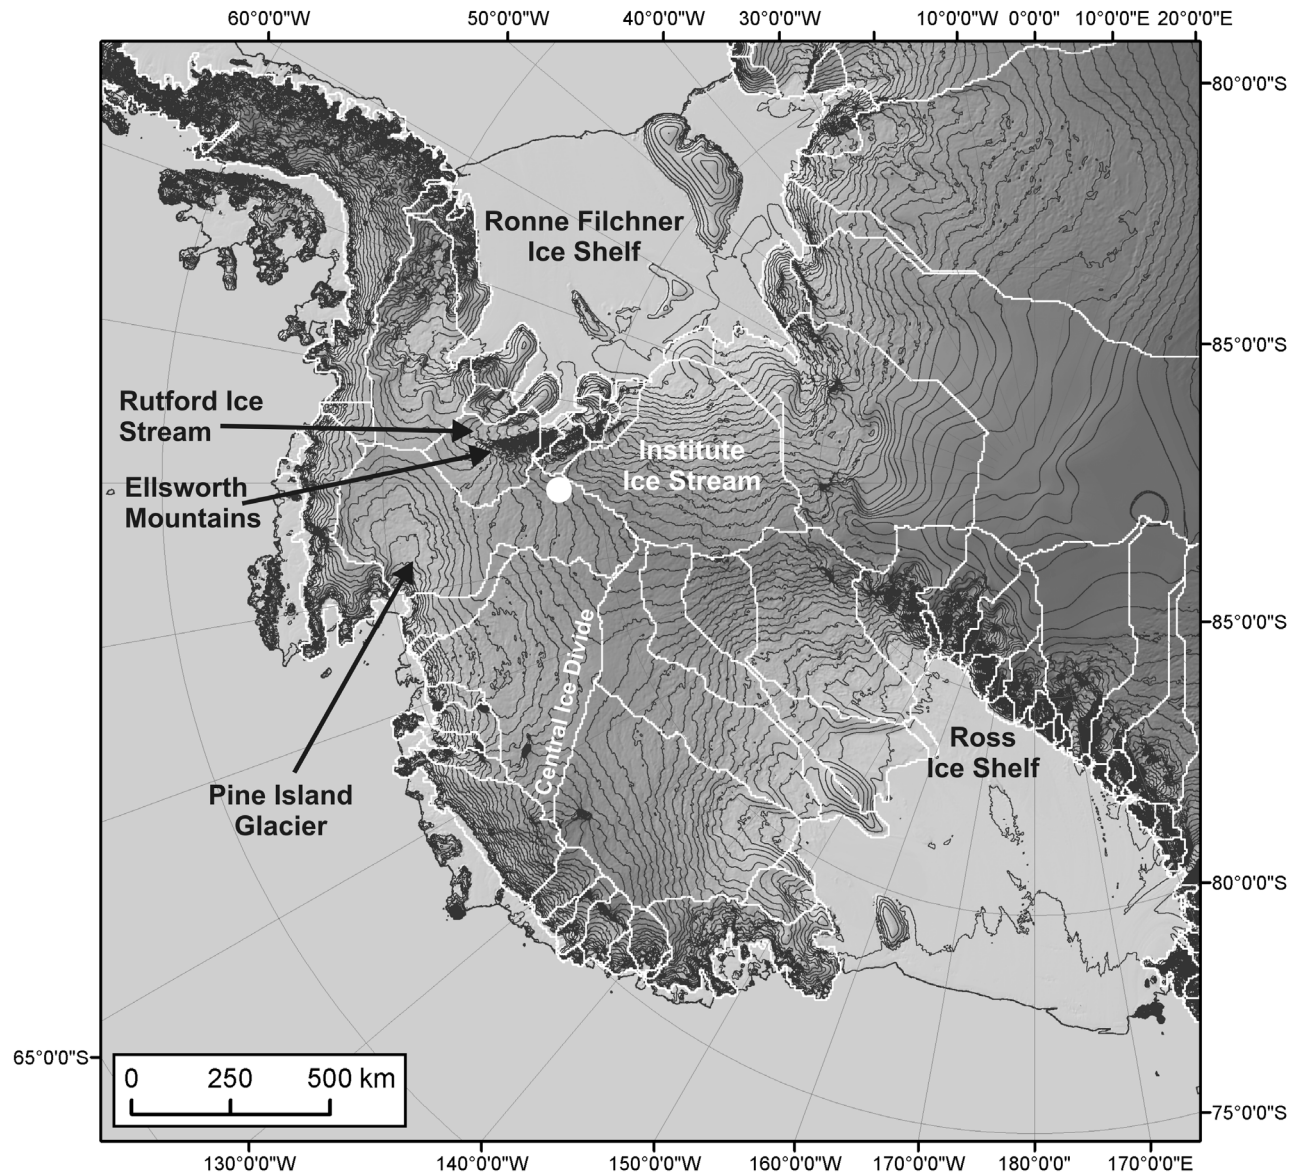 60°0'0"W 50°0'0"W 40°0'0"W 30°0'0"W 10°0'0"W 0°0'0" 10°0'0"E 20°0'0"E
80°0'0"S
Ronne Filchner
Ice Shelf
85°0'0"S
Rutford Ice
Stream
Institute
Ice Stream
Ellsworth
Mountains
85°0'0"S
Central Ice Divide
Ross
Ice Shelf
Pine Island
Glacier
80°0'0"S
65°0'0"S
0 250 500 km
75°0'0"S
130°0'0"W 140°0'0"W 150°0'0"W 160°0'0"W 170°0'0"W 180°0'0" 170°0'0"E